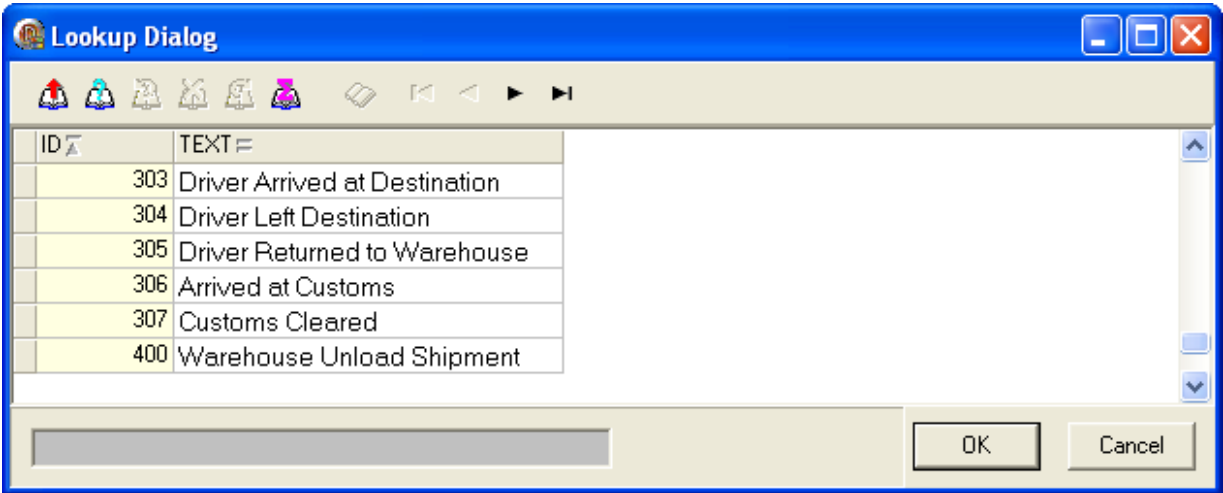 Lookup Dialog
ID TEXT
303 Driver Arrived at Destination
304 Driver Left Destination
305 Driver Returned to Warehouse
306 Arrived at Customs
307 Customs Cleared
400 Warehouse Unload Shipment
OK Cancel